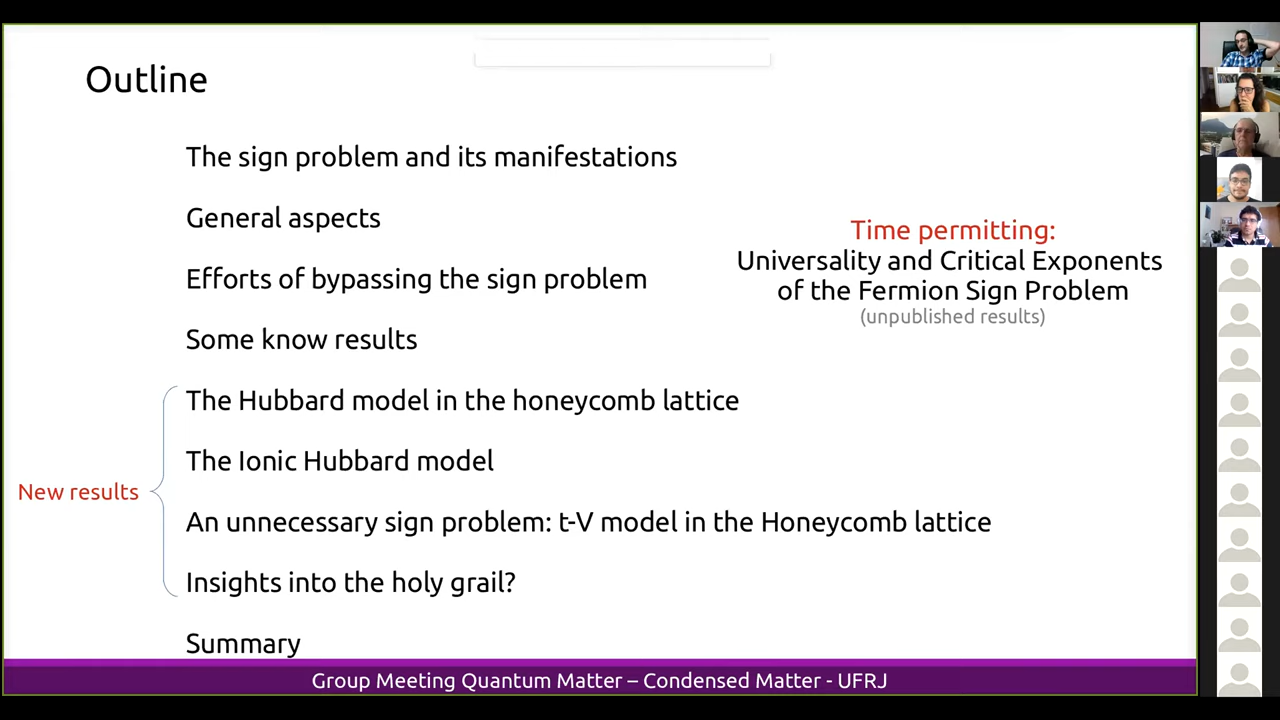 Outline
The sign problem and its manifestations
General aspects
Efforts of bypassing the sign problem
Some know results
The Hubbard model in the honeycomb lattice
The Ionic Hubbard model
An unnecessary sign problem: t-V model in the Honeycomb lattice
Insights into the holy grail?
Summary
New results
Time permitting:
Universality and Critical Exponents
of the Fermion Sign Problem
(unpublished results)
Group Meeting Quantum Matter – Condensed Matter - UFRJ